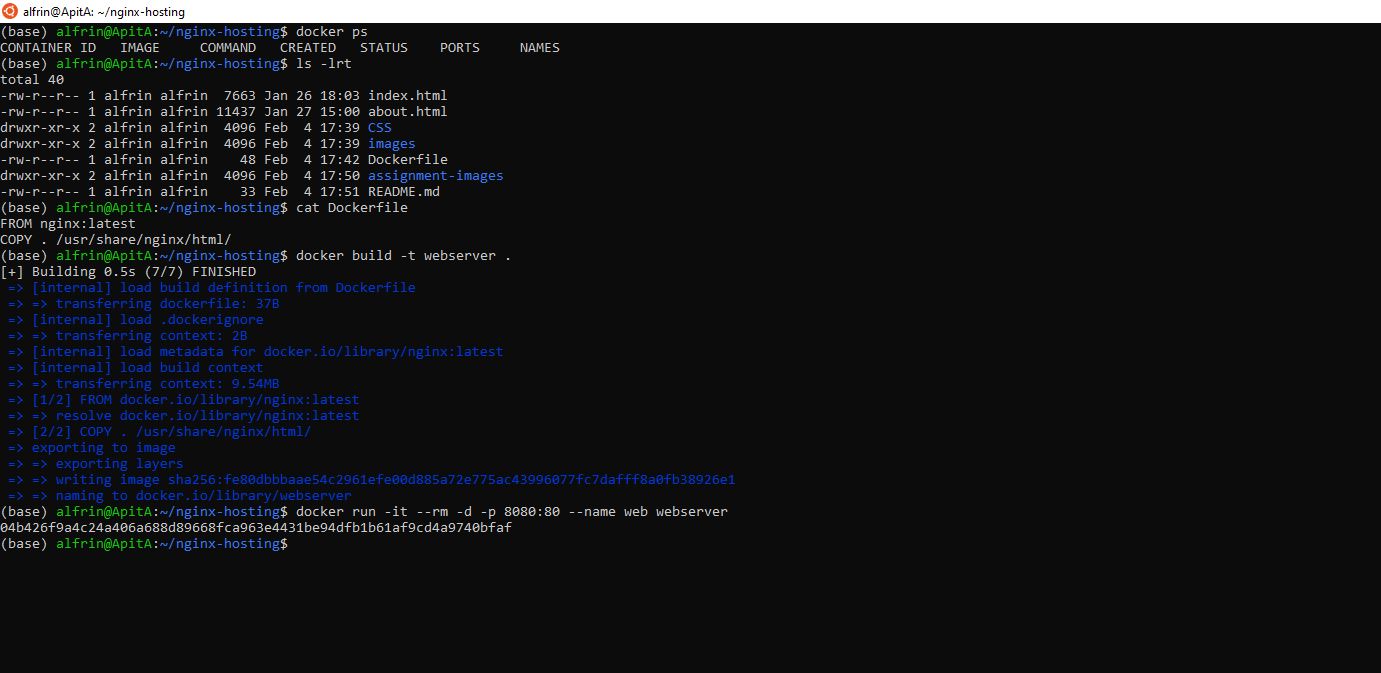 alfrin@ApitA: ~/nginx-hosting
(base) alfrin@ApitA:~/nginx-hosting$ docker ps
CONTAINER ID   IMAGE     COMMAND   CREATED   STATUS    PORTS     NAMES
(base) alfrin@ApitA:~/nginx-hosting$ ls -lrt
total 40
-rw-r--r-- 1 alfrin alfrin  7663 Jan 26 18:03 index.html
-rw-r--r-- 1 alfrin alfrin 11437 Jan 27 15:00 about.html
drwxr-xr-x 2 alfrin alfrin  4096 Feb  4 17:39 CSS
drwxr-xr-x 2 alfrin alfrin  4096 Feb  4 17:39 images
-rw-r--r-- 1 alfrin alfrin    48 Feb  4 17:42 Dockerfile
drwxr-xr-x 2 alfrin alfrin  4096 Feb  4 17:50 assignment-images
-rw-r--r-- 1 alfrin alfrin    33 Feb  4 17:51 README.md
(base) alfrin@ApitA:~/nginx-hosting$ cat Dockerfile
FROM nginx:latest
COPY . /usr/share/nginx/html/
(base) alfrin@ApitA:~/nginx-hosting$ docker build -t webserver .
[+] Building 0.5s (7/7) FINISHED
 => [internal] load build definition from Dockerfile
 => => transferring dockerfile: 37B
 => [internal] load .dockerignore
 => => transferring context: 2B
 => [internal] load metadata for docker.io/library/nginx:latest
 => [internal] load build context
 => => transferring context: 9.54MB
 => [1/2] FROM docker.io/library/nginx:latest
 => => resolve docker.io/library/nginx:latest
 => [2/2] COPY . /usr/share/nginx/html/
 => exporting to image
 => => exporting layers
 => => writing image sha256:fe80dbbbaae54c2961efe00d885a72e775ac43996077fc7dafff8a0fb38926e1
 => => naming to docker.io/library/webserver
(base) alfrin@ApitA:~/nginx-hosting$ docker run -it --rm -d -p 8080:80 --name web webserver
04b426f9a4c24a406a688d89668fca963e4431be94dfb1b61af9cd4a9740bfaf
(base) alfrin@ApitA:~/nginx-hosting$